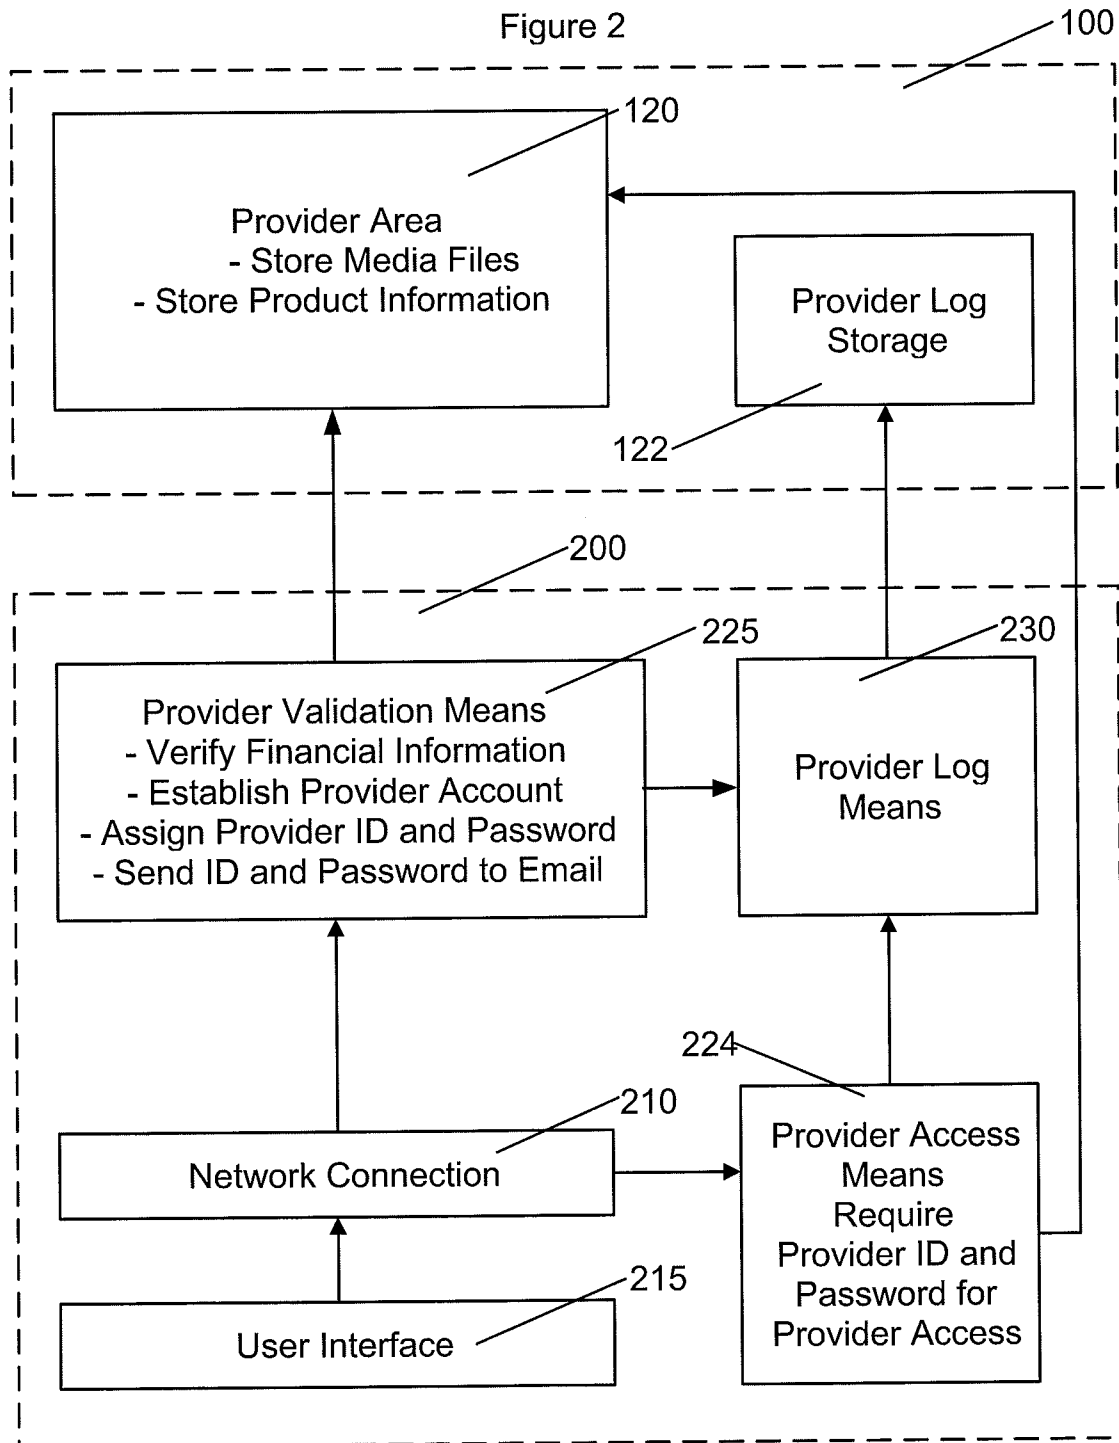 Figure 2
100
120
Provider Area
- Store Media Files
- Store Product Information
Provider Log
Storage
122
200
225
230
Provider Validation Means
- Verify Financial Information
- Establish Provider Account
- Assign Provider ID and Password
- Send ID and Password to Email
Provider Log
Means
224
210
Network Connection
Provider Access
Means
Require
Provider ID and
Password for
Provider Access
215
User Interface